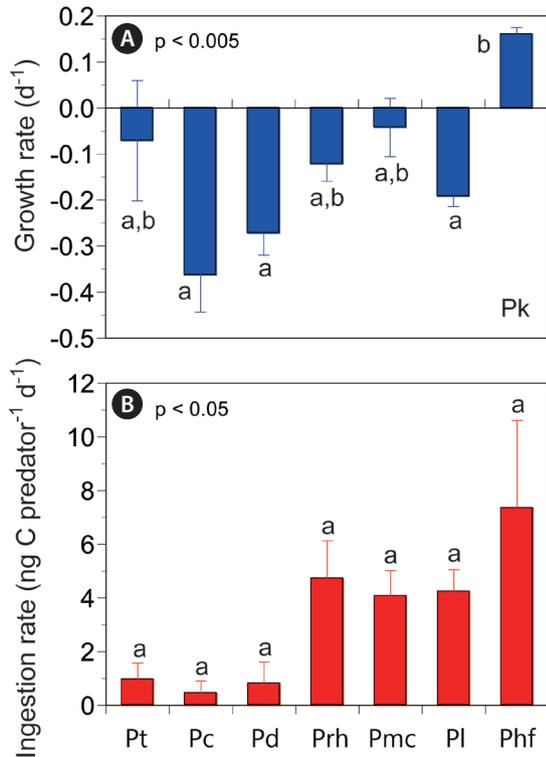 A p < 0.005
Growth rate (d-1)
0.2
0.1
0.0
-0.1
-0.2
-0.3
-0.4
-0.5
a,b
a
a
a,b
a,b
a
b
Pk
B p < 0.05
Ingestion rate (ng C predator-1 d-1)
12
10
8
6
4
2
0
a
a
a
a
a
a
a
Pt Pc Pd Prh Pmc Pl Phf